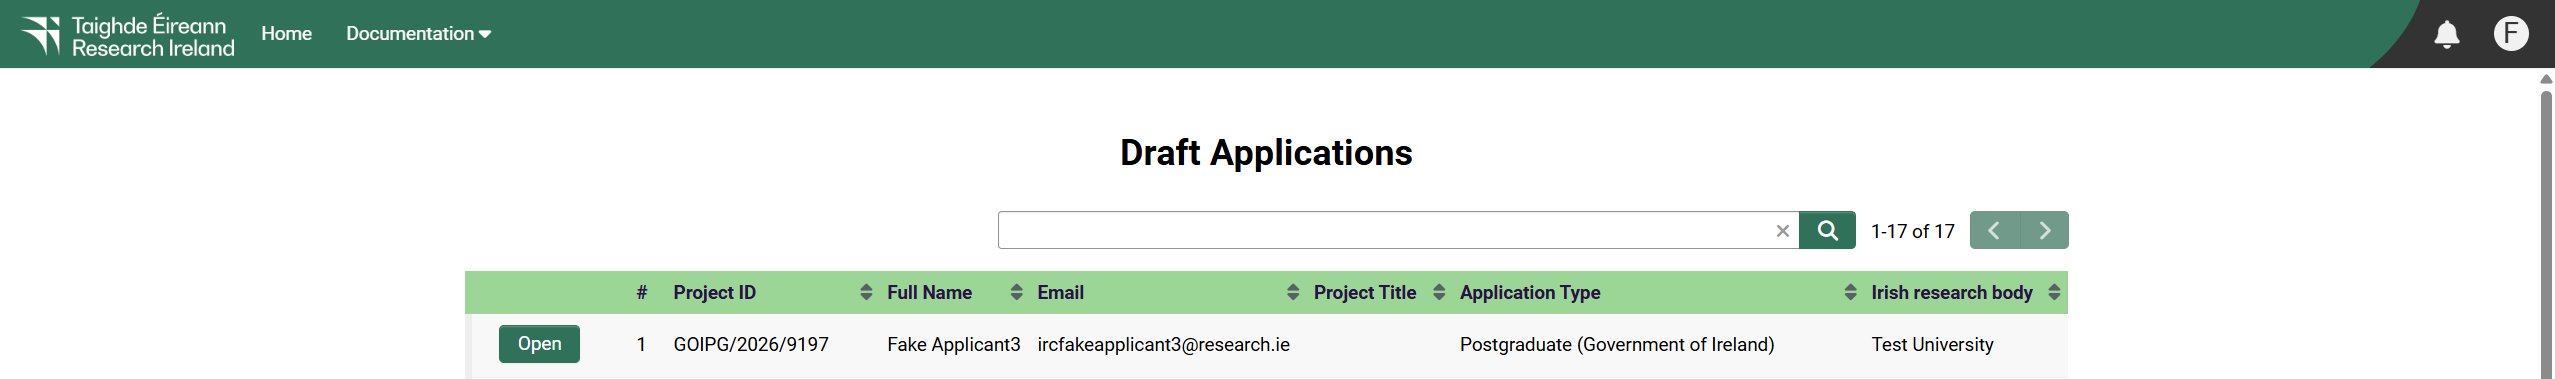 Taighde Éireann
Research Ireland
Home Documentation
F
Draft Applications
1-17 of 17
# Project ID Full Name Email Project Title Application Type Irish research body
Open 1 GOIPG/2026/9197 Fake Applicant3 ircfakeapplicant3@research.ie Postgraduate (Government of Ireland) Test University